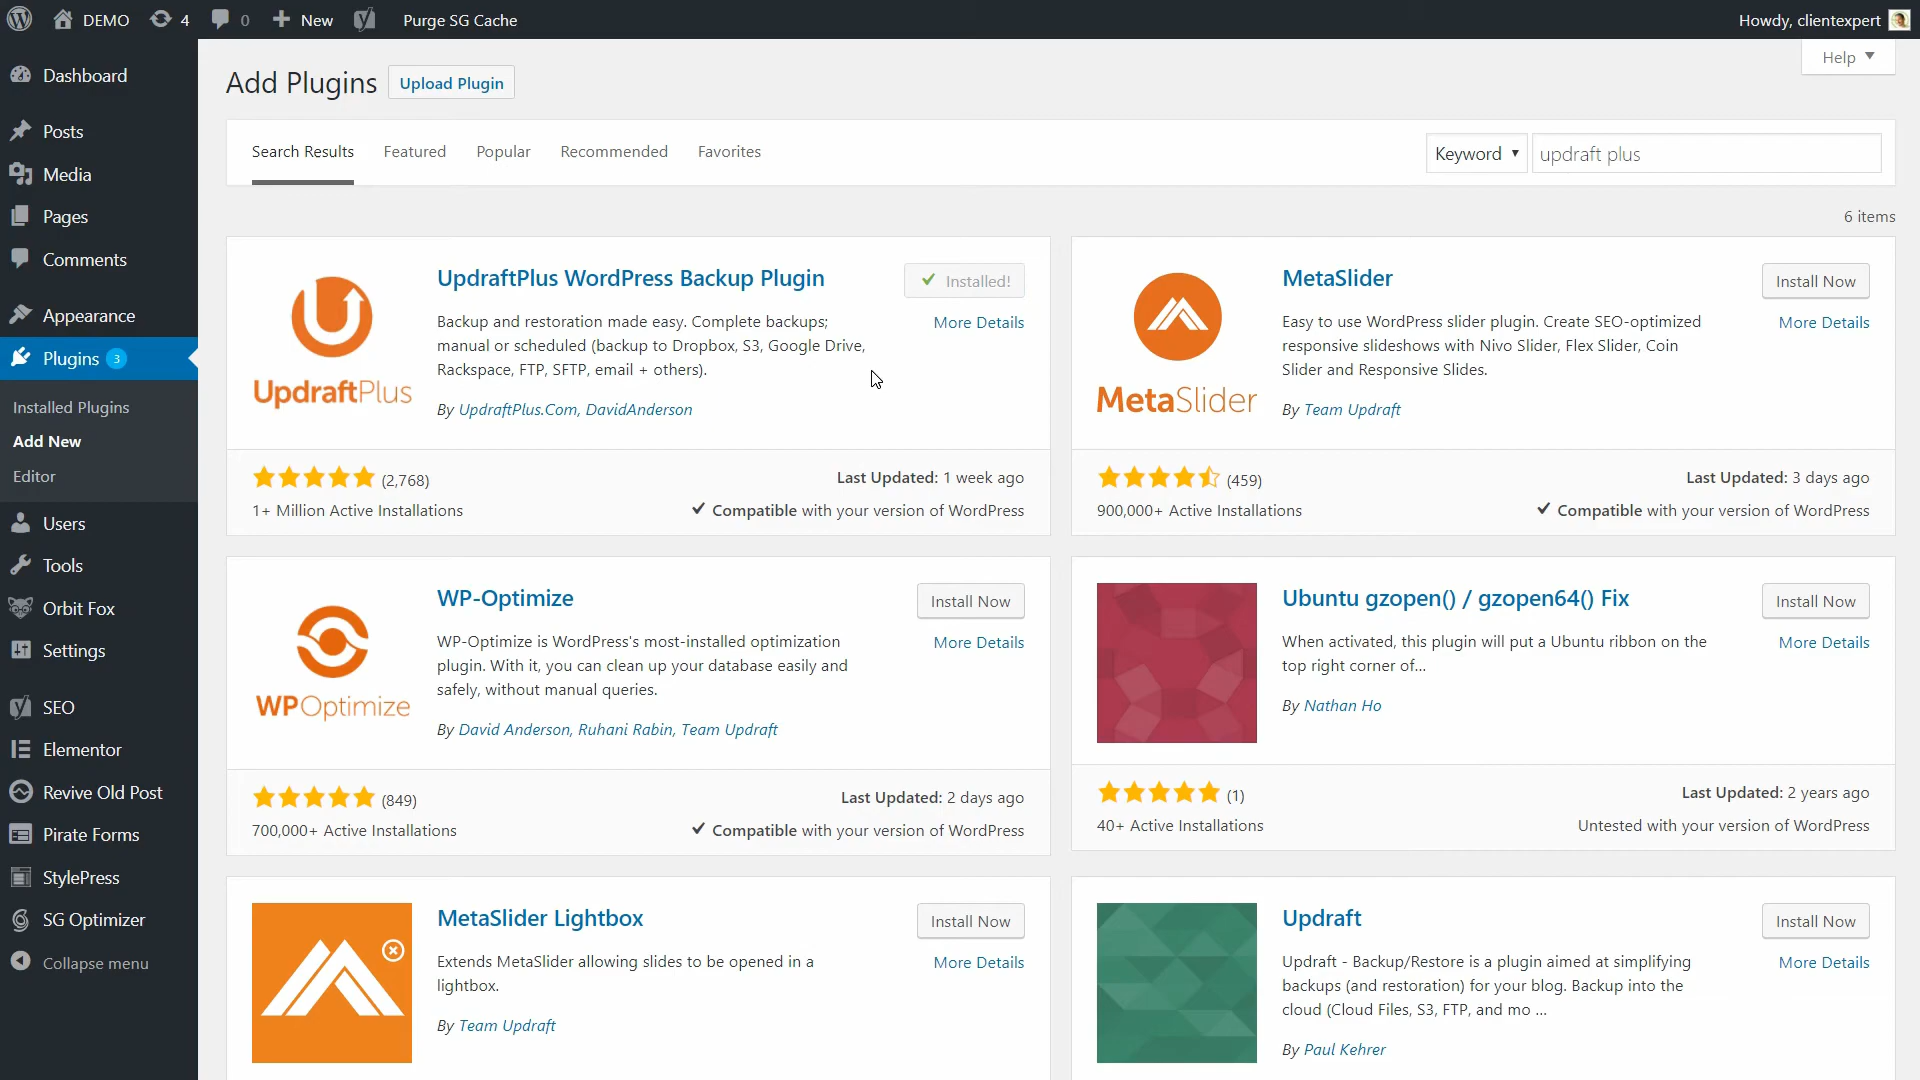 DEMO 4 0 New Purge SG Cache Howdy, clientexpert
Help ▼
Dashboard
Posts
Media
Pages
Comments
Appearance
Plugins 3
Installed Plugins
Add New
Editor
Users
Tools
Orbit Fox
Settings
SEO
Elementor
Revive Old Post
Pirate Forms
StylePress
SG Optimizer
Collapse menu
Add Plugins Upload Plugin
Search Results Featured Popular Recommended Favorites Keyword ▼ updraft plus
6 items
UpdraftPlus
UpdraftPlus WordPress Backup Plugin
Installed!
More Details
Backup and restoration made easy. Complete backups;
manual or scheduled (backup to Dropbox, S3, Google Drive,
Rackspace, FTP, SFTP, email + others).
By UpdraftPlus.Com, DavidAnderson
(2,768)
Last Updated: 1 week ago
1+ Million Active Installations
Compatible with your version of WordPress
MetaSlider
MetaSlider
Install Now
More Details
Easy to use WordPress slider plugin. Create SEO-optimized
responsive slideshows with Nivo Slider, Flex Slider, Coin
Slider and Responsive Slides.
By Team Updraft
(459)
Last Updated: 3 days ago
900,000+ Active Installations
Compatible with your version of WordPress
WPOptimize
WP-Optimize
Install Now
More Details
WP-Optimize is WordPress's most-installed optimization
plugin. With it, you can clean up your database easily and
safely, without manual queries.
By David Anderson, Ruhani Rabin, Team Updraft
(849)
Last Updated: 2 days ago
700,000+ Active Installations
Compatible with your version of WordPress
Ubuntu gzopen() / gzopen64() Fix
Install Now
More Details
When activated, this plugin will put a Ubuntu ribbon on the
top right corner of...
By Nathan Ho
(1)
Last Updated: 2 years ago
40+ Active Installations
Untested with your version of WordPress
MetaSlider Lightbox
Install Now
More Details
Extends MetaSlider allowing slides to be opened in a
lightbox.
By Team Updraft
Updraft
Install Now
More Details
Updraft - Backup/Restore is a plugin aimed at simplifying
backups (and restoration) for your blog. Backup into the
cloud (Cloud Files, S3, FTP, and mo ...
By Paul Kehrer